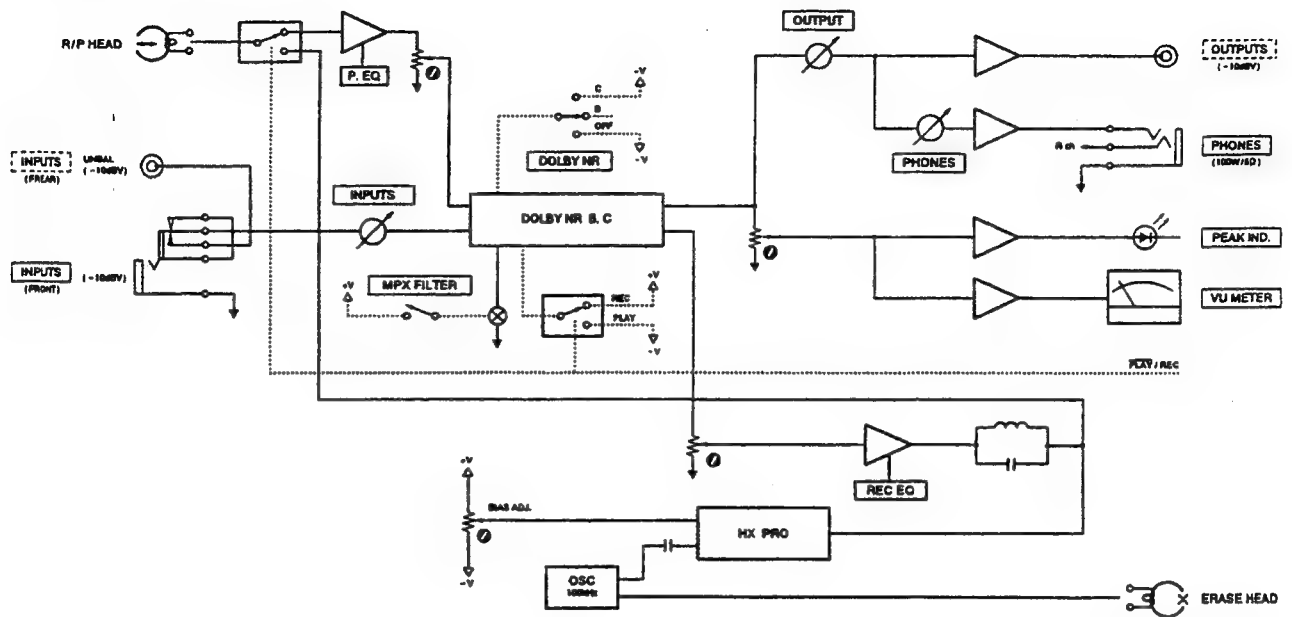 OUTPUT
R/P HEAD
OUTPUTS
(-10dBV)
P. EQ
+V
C
B
OFF
-V
DOLBY NR
PHONES
R ch
PHONES
INPUTS
(REAR)
UNBAL
(-10dBV)
INPUTS
DOLBY NR B, C
INPUTS
(FRONT)
(-10dBV)
MPX FILTER
+V
REC
PLAY
+V
-V
PEAK IND.
VU METER
PLAY / REC
REC EQ
+V
BIAS ADJ.
-V
HX PRO
OSC
ERASE HEAD